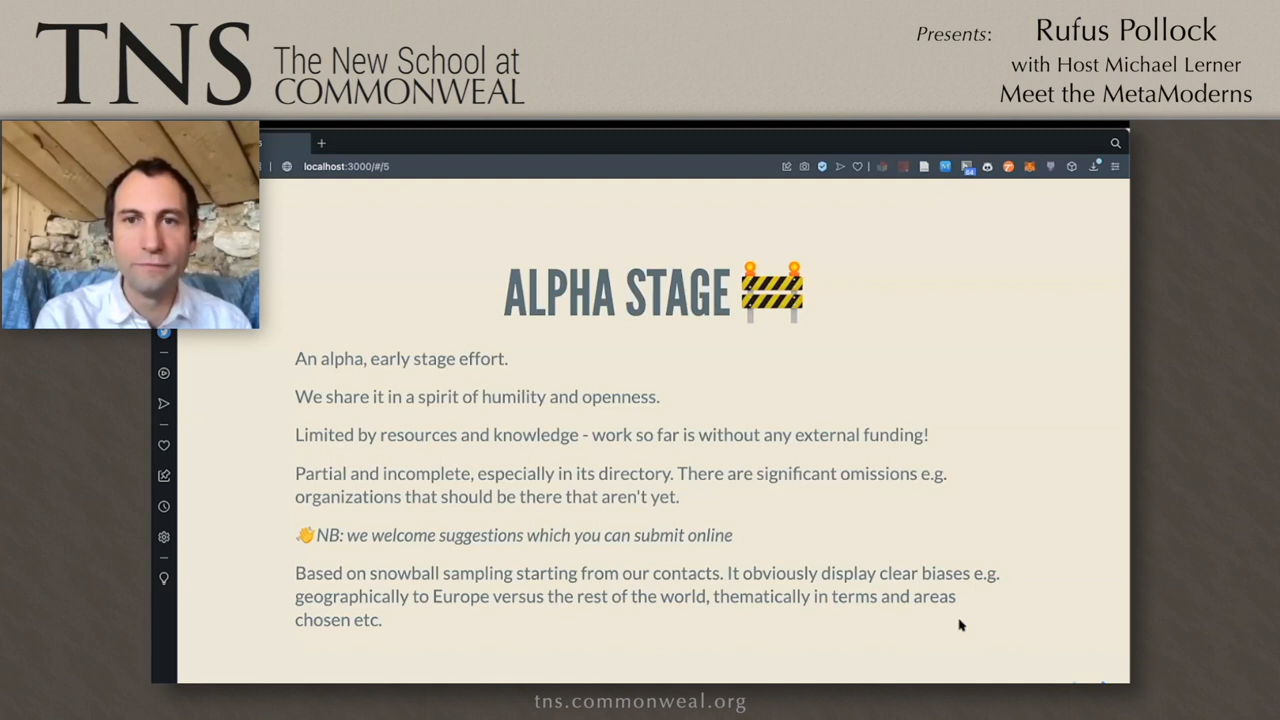 TNS
The New School at
COMMONWEAL
Presents: Rufus Pollock
with Host Michael Lerner
Meet the MetaModerns
localhost:3000/#/5
ALPHA STAGE
An alpha, early stage effort.
We share it in a spirit of humility and openness.
Limited by resources and knowledge - work so far is without any external funding!
Partial and incomplete, especially in its directory. There are significant omissions e.g.
organizations that should be there that aren't yet.
NB: we welcome suggestions which you can submit online
Based on snowball sampling starting from our contacts. It obviously display clear biases e.g.
geographically to Europe versus the rest of the world, thematically in terms and areas
chosen etc.
tns.commonweal.org